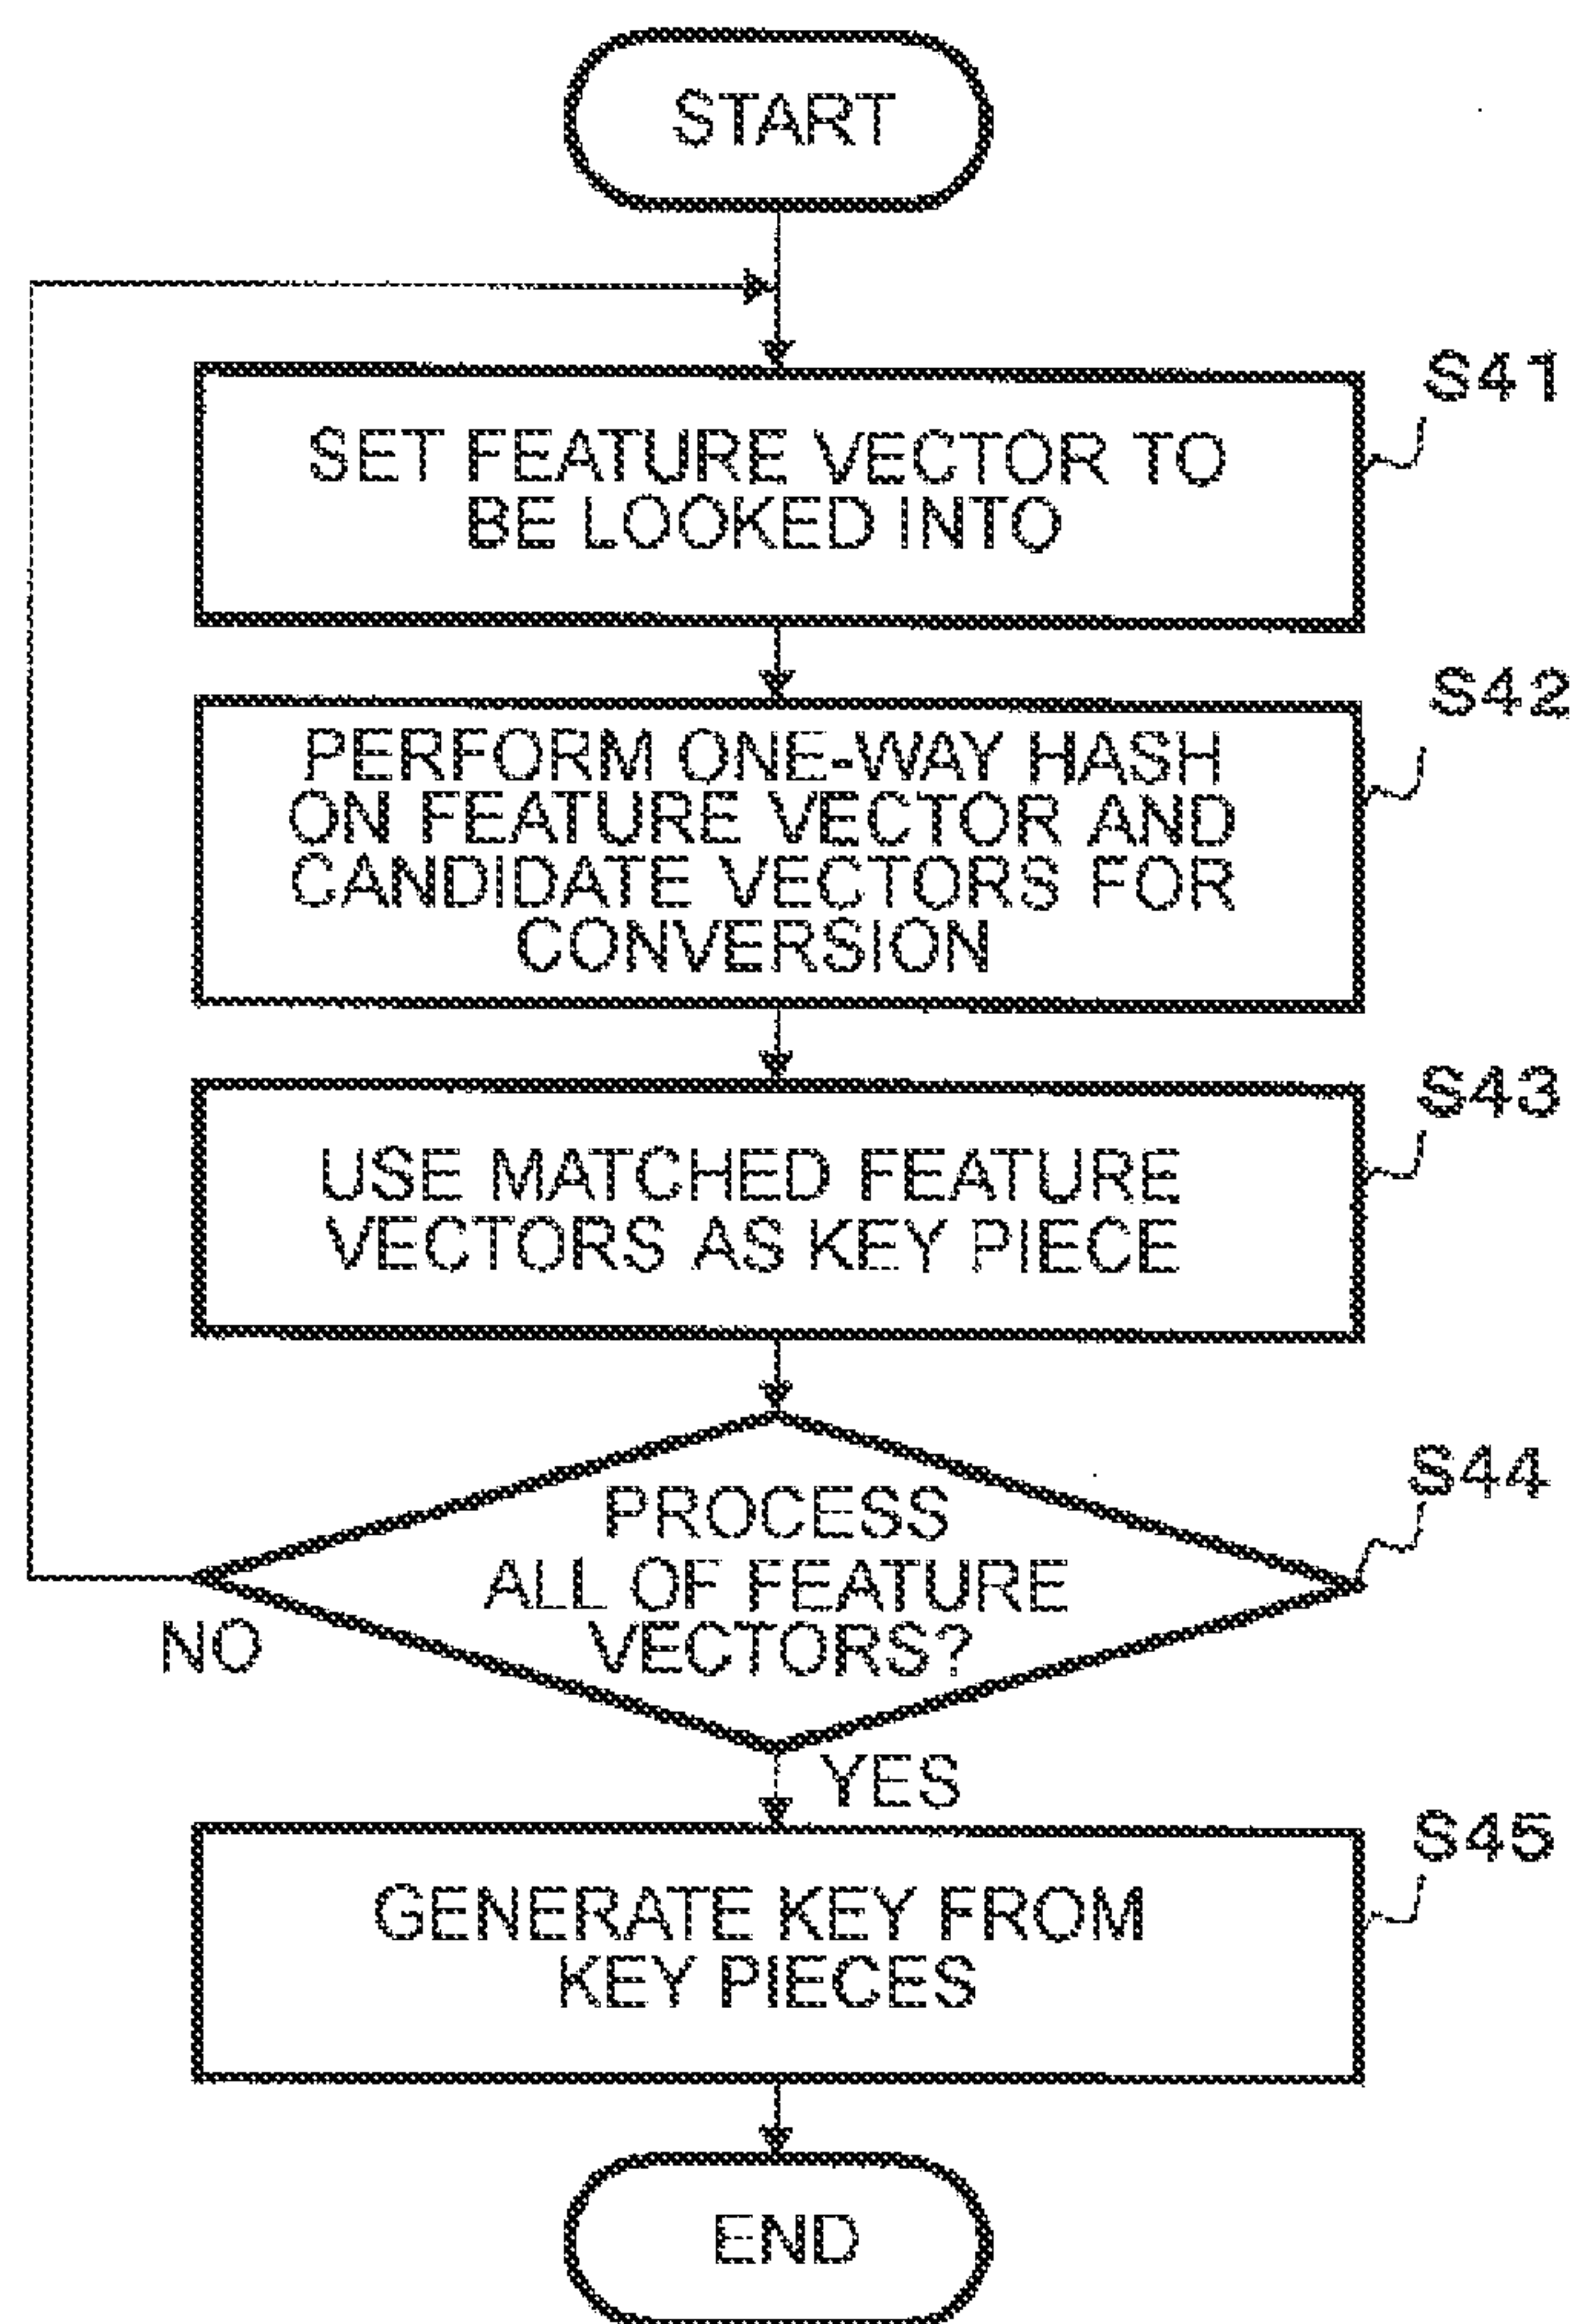 START
S41
SET FEATURE VECTOR TO
BE LOOKED INTO
S42
PERFORM ONE-WAY HASH
ON FEATURE VECTOR AND
CANDIDATE VECTORS FOR
CONVERSION
S43
USE MATCHED FEATURE
VECTORS AS KEY PIECE
S44
PROCESS
ALL OF FEATURE
VECTORS?
NO
YES
S45
GENERATE KEY FROM
KEY PIECES
END